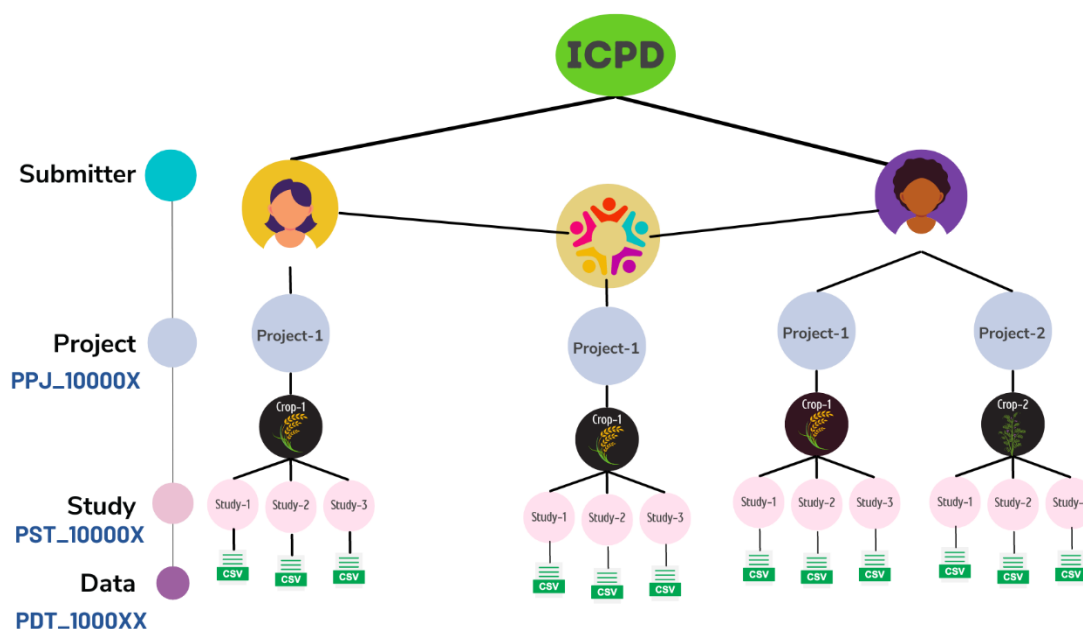 ICPD
Submitter
Project
PPJ_10000X
Study
PST_10000X
Data
PDT_1000XX
Project-1
Crop-1
Study-1
Study-2
Study-3
CSV
CSV
CSV
Project-1
Crop-1
Study-1
Study-2
Study-3
CSV
CSV
CSV
Project-1
Crop-1
Study-1
Study-2
Study-3
CSV
CSV
CSV
Project-2
Crop-2
Study-1
Study-2
Study-
CSV
CSV
CSV